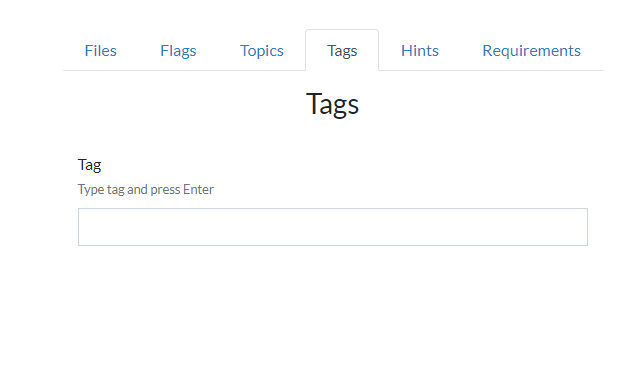 Files Flags Topics Tags Hints Requirements
Tags
Tag
Type tag and press Enter